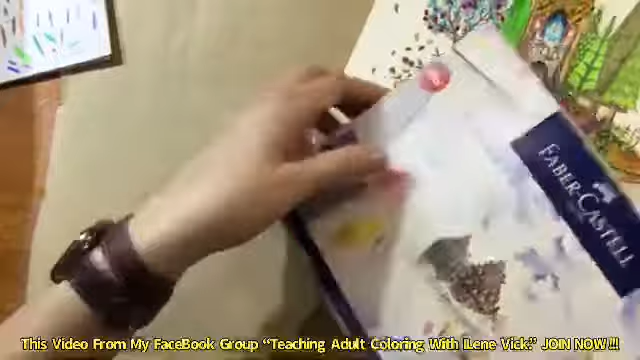 FABER-CASTELL
This Video From My FaceBook Group "Teaching Adult Coloring With iLene Vick." JOIN NOW!!!